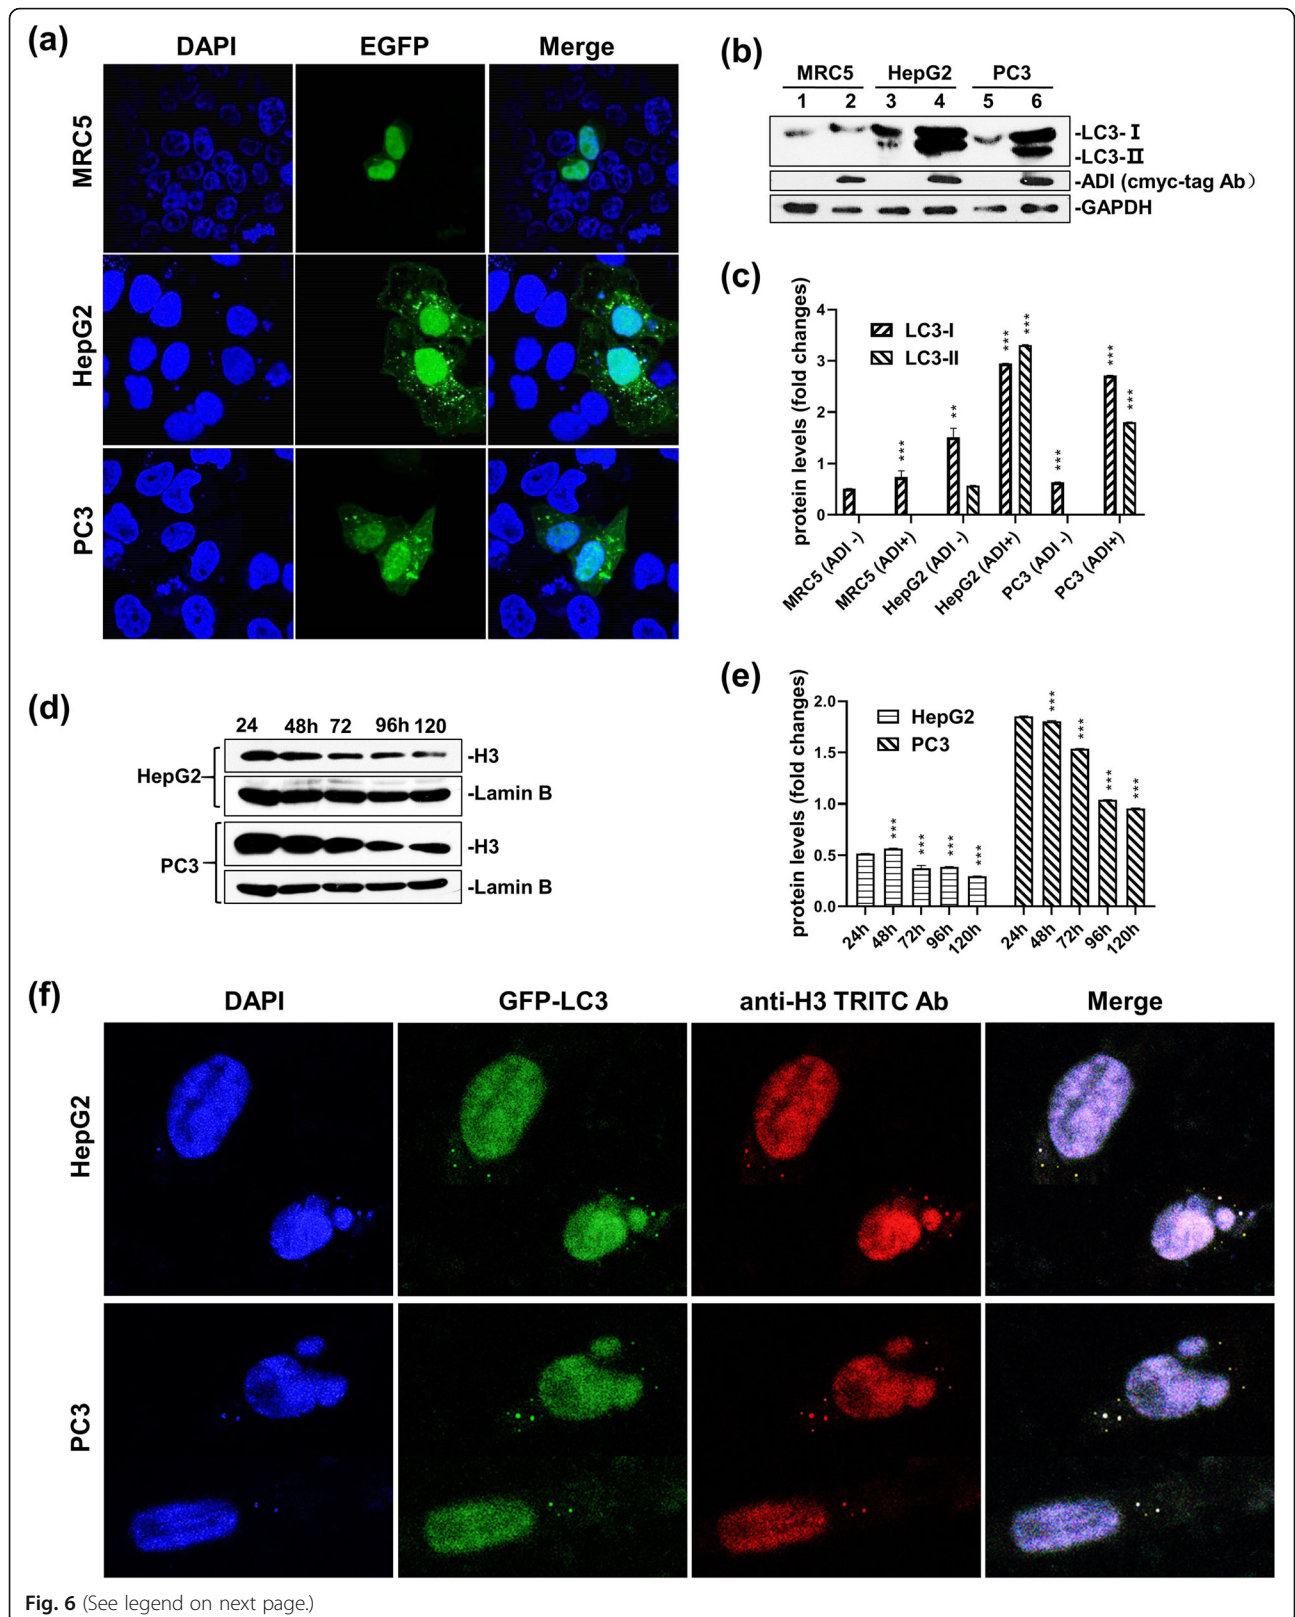 (a)
DAPI EGFP Merge
MRC5
HepG2
PC3
(b)
MRC5 HepG2 PC3
1 2 3 4 5 6
-LC3-Ⅰ
-LC3-Ⅱ
-ADI (cmyc-tag Ab)
-GAPDH
(c)
protein levels (fold changes)
4
3
2
1
0
LC3-I
LC3-II
*** ** *** *** *** *** ***
MRC5 (ADI -)
MRC5 (ADI+)
HepG2 (ADI -)
HepG2 (ADI+)
PC3 (ADI -)
PC3 (ADI+)
(d)
24 48h 72 96h 120
HepG2
-H3
-Lamin B
PC3
-H3
-Lamin B
(e)
protein levels (fold changes)
2.0
1.5
1.0
0.5
0.0
HepG2
PC3
*** *** *** *** *** *** *** ***
24h 48h 72h 96h 120h 24h 48h 72h 96h 120h
(f)
DAPI GFP-LC3 anti-H3 TRITC Ab Merge
HepG2
PC3
Fig. 6 (See legend on next page.)